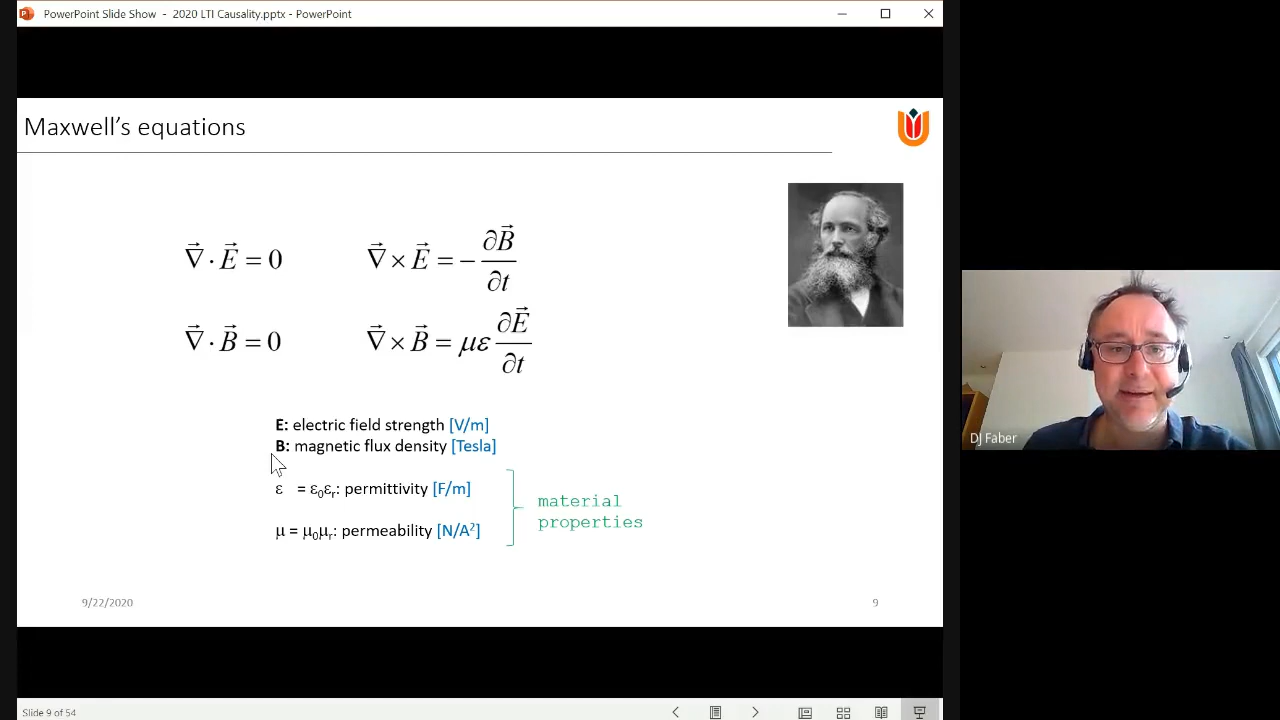 PowerPoint Slide Show - 2020 LTI Causality.pptx - PowerPoint
Maxwell's equations
∇⃗ · E⃗ = 0
∇⃗ × E⃗ = − ∂B⃗/∂t
∇⃗ · B⃗ = 0
∇⃗ × B⃗ = με ∂E⃗/∂t
E: electric field strength [V/m]
B: magnetic flux density [Tesla]
ε = ε₀εᵣ: permittivity [F/m]
μ = μ₀μᵣ: permeability [N/A²]
material
properties
DJ Faber
9/22/2020
9
Slide 9 of 54